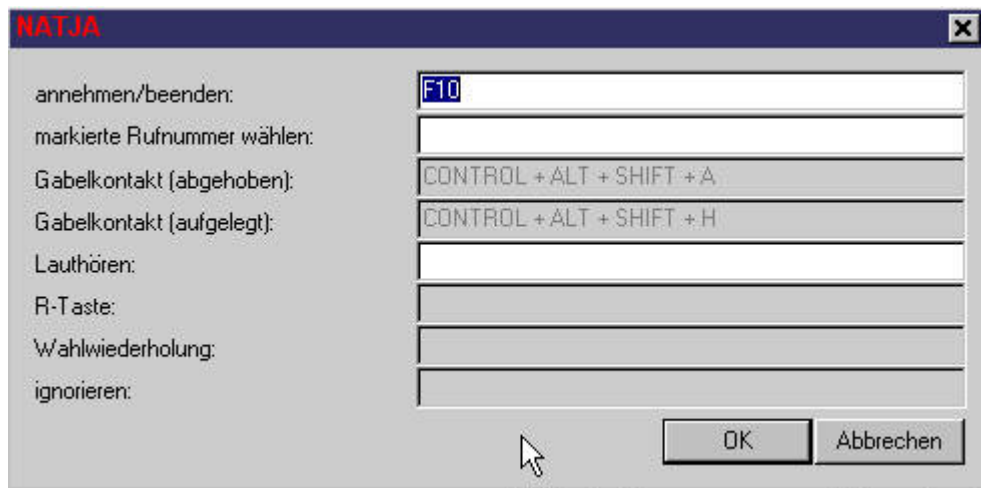 NATJA
annehmen/beenden: F10
markierte Rufnummer wählen:
Gabelkontakt (abgehoben): CONTROL + ALT + SHIFT + A
Gabelkontakt (aufgelegt): CONTROL + ALT + SHIFT + H
Lauthören:
R-Taste:
Wahlwiederholung:
ignorieren:
OK Abbrechen